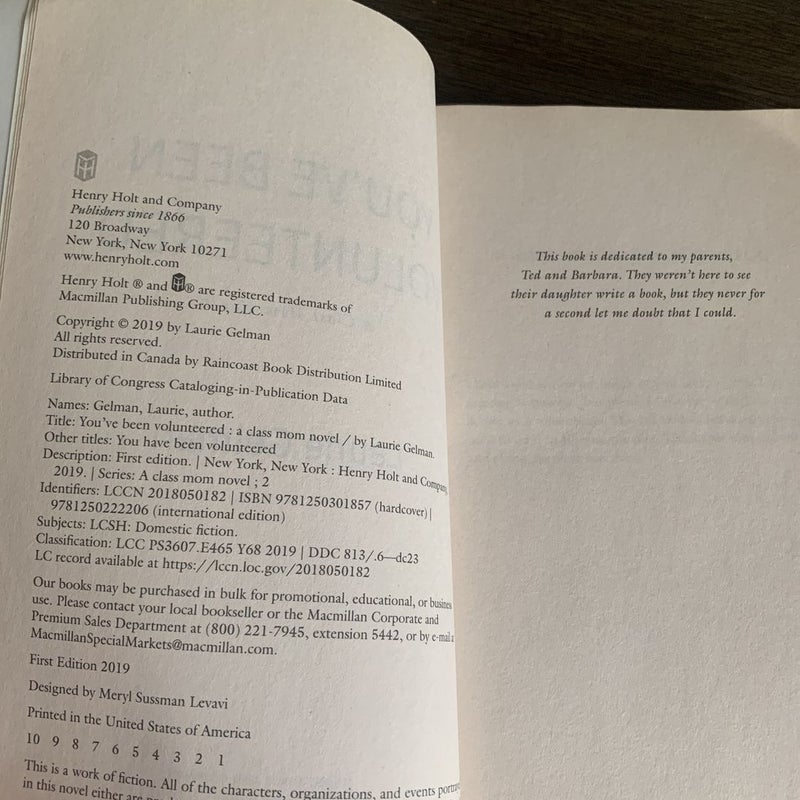 Henry Holt and Company
Publishers since 1866
120 Broadway
New York, New York 10271
www.henryholt.com
Henry Holt ® and ® are registered trademarks of
Macmillan Publishing Group, LLC.
Copyright © 2019 by Laurie Gelman
All rights reserved.
Distributed in Canada by Raincoast Book Distribution Limited
Library of Congress Cataloging-in-Publication Data
Names: Gelman, Laurie, author.
Title: You've been volunteered : a class mom novel / by Laurie Gelman.
Other titles: You have been volunteered
Description: First edition. | New York, New York : Henry Holt and Company,
2019. | Series: A class mom novel ; 2
Identifiers: LCCN 2018050182 | ISBN 9781250301857 (hardcover) |
9781250222206 (international edition)
Subjects: LCSH: Domestic fiction.
Classification: LCC PS3607.E465 Y68 2019 | DDC 813/.6—dc23
LC record available at https://lccn.loc.gov/2018050182
Our books may be purchased in bulk for promotional, educational, or business
use. Please contact your local bookseller or the Macmillan Corporate and
Premium Sales Department at (800) 221-7945, extension 5442, or by e-mail a
MacmillanSpecialMarkets@macmillan.com.
First Edition 2019
Designed by Meryl Sussman Levavi
Printed in the United States of America
10 9 8 7 6 5 4 3 2 1
This is a work of fiction. All of the characters, organizations, and events
in this novel either are
This book is dedicated to my parents,
Ted and Barbara. They weren't here to see
their daughter write a book, but they never for
a second let me doubt that I could.